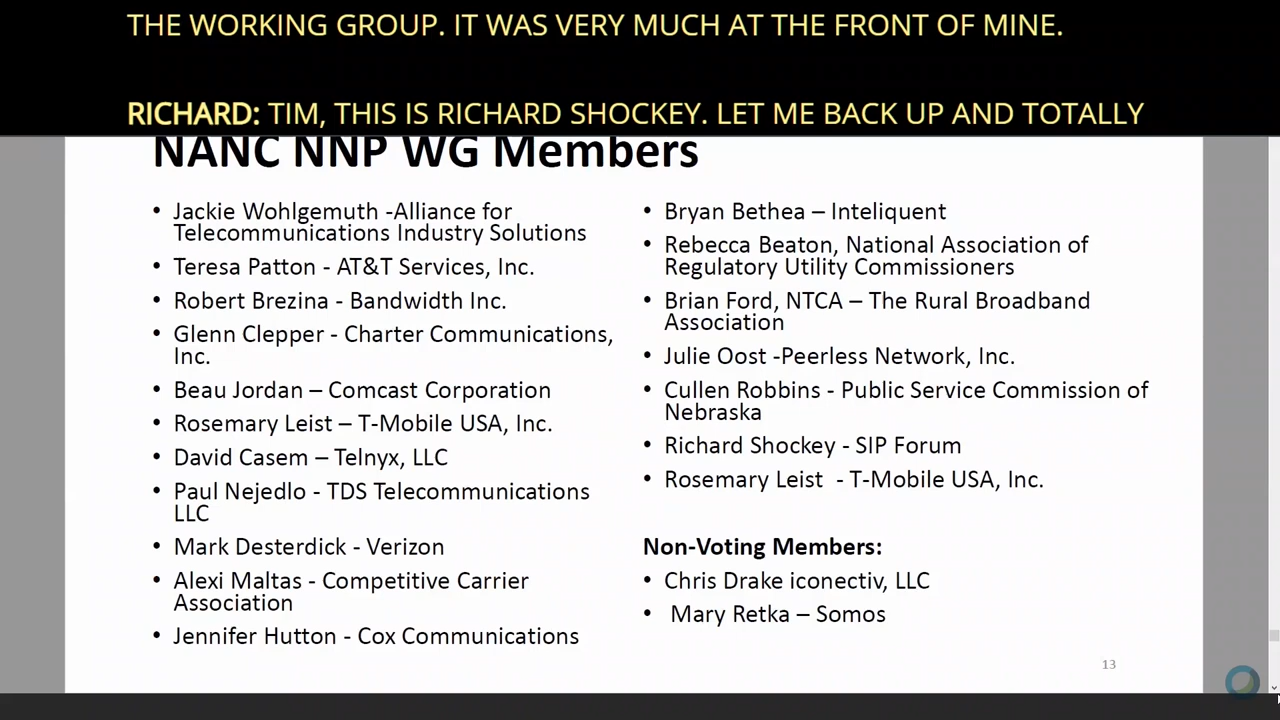 THE WORKING GROUP. IT WAS VERY MUCH AT THE FRONT OF MINE.
RICHARD: TIM, THIS IS RICHARD SHOCKEY. LET ME BACK UP AND TOTALLY
NANC NNP WG Members
• Jackie Wohlgemuth -Alliance for
Telecommunications Industry Solutions
• Teresa Patton - AT&T Services, Inc.
• Robert Brezina - Bandwidth Inc.
• Glenn Clepper - Charter Communications,
Inc.
• Beau Jordan – Comcast Corporation
• Rosemary Leist – T-Mobile USA, Inc.
• David Casem – Telnyx, LLC
• Paul Nejedlo - TDS Telecommunications
LLC
• Mark Desterdick - Verizon
• Alexi Maltas - Competitive Carrier
Association
• Jennifer Hutton - Cox Communications
• Bryan Bethea – Inteliquent
• Rebecca Beaton, National Association of
Regulatory Utility Commissioners
• Brian Ford, NTCA – The Rural Broadband
Association
• Julie Oost -Peerless Network, Inc.
• Cullen Robbins - Public Service Commission of
Nebraska
• Richard Shockey - SIP Forum
• Rosemary Leist - T-Mobile USA, Inc.
Non-Voting Members:
• Chris Drake iconectiv, LLC
• Mary Retka – Somos
13